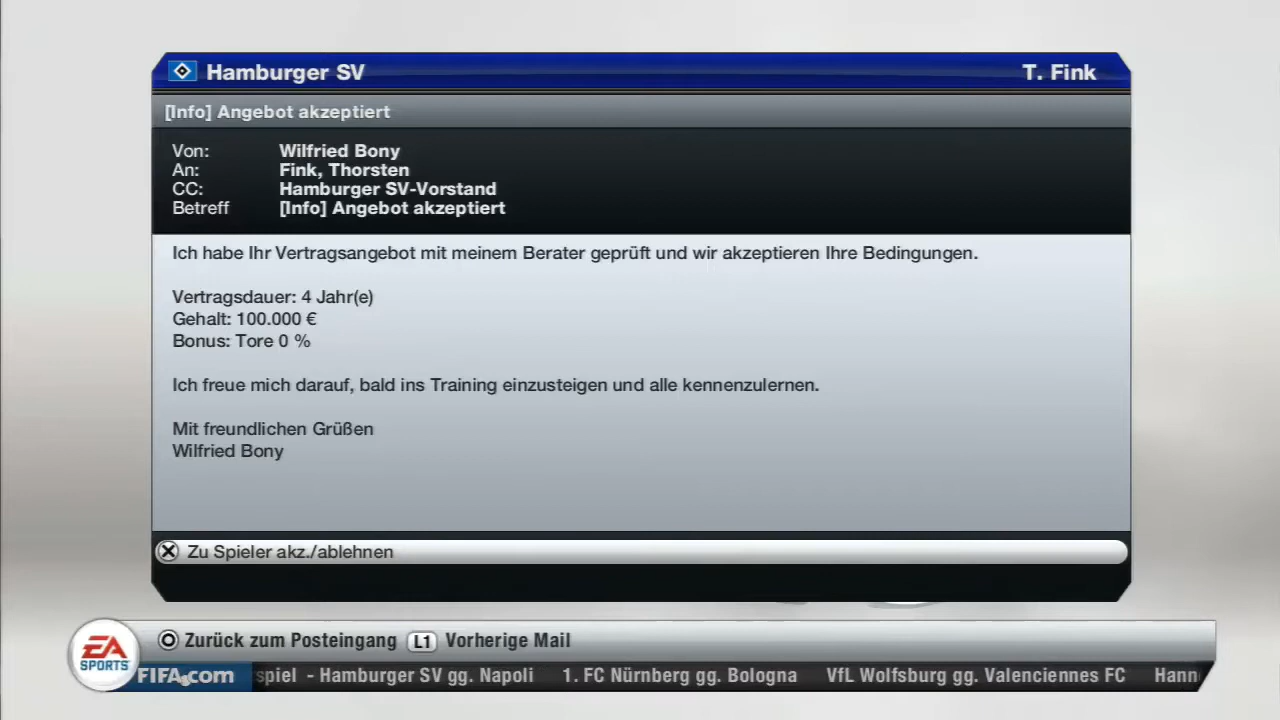 Hamburger SV
T. Fink
[Info] Angebot akzeptiert
Von: Wilfried Bony
An: Fink, Thorsten
CC: Hamburger SV-Vorstand
Betreff [Info] Angebot akzeptiert
Ich habe Ihr Vertragsangebot mit meinem Berater geprüft und wir akzeptieren Ihre Bedingungen.
Vertragsdauer: 4 Jahr(e)
Gehalt: 100.000 €
Bonus: Tore 0 %
Ich freue mich darauf, bald ins Training einzusteigen und alle kennenzulernen.
Mit freundlichen Grüßen
Wilfried Bony
Zu Spieler akz./ablehnen
Zurück zum Posteingang L1 Vorherige Mail
EA SPORTS
FIFA.com spiel - Hamburger SV gg. Napoli 1. FC Nürnberg gg. Bologna VfL Wolfsburg gg. Valenciennes FC Hann